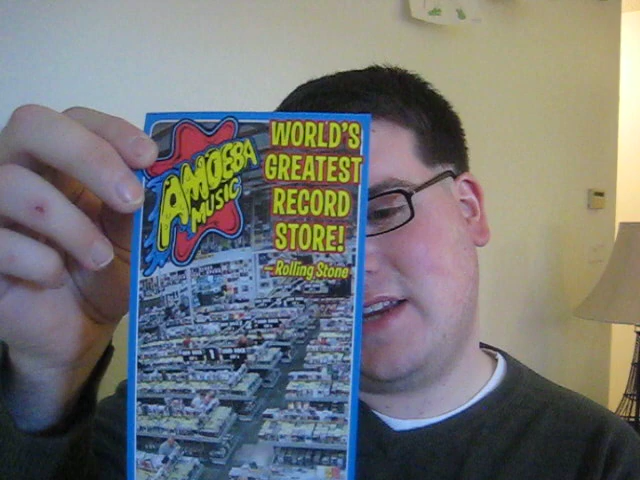 AMOEBA
MUSIC
WORLD'S
GREATEST
RECORD
STORE!
– Rolling Stone